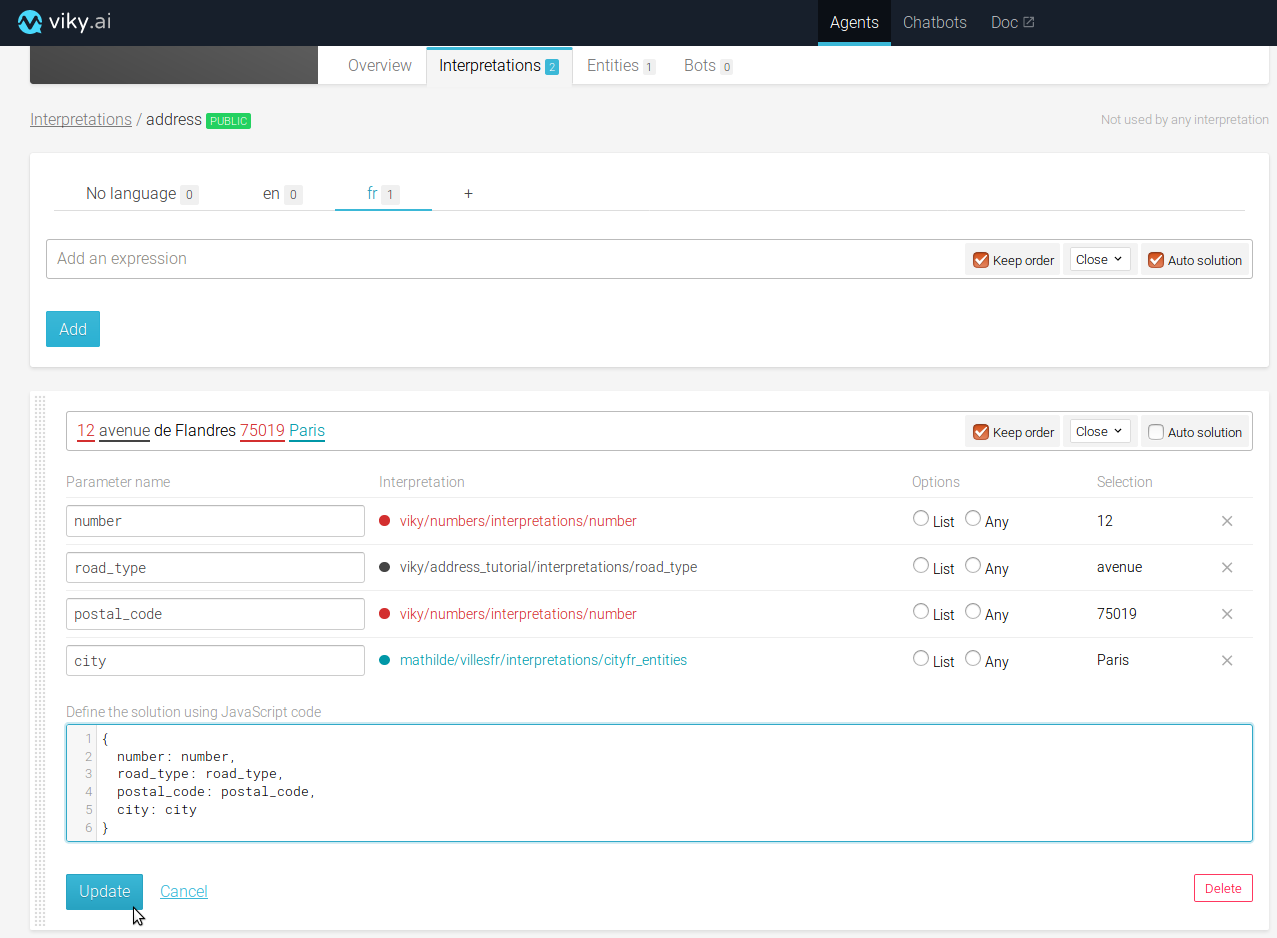 viky.ai Agents Chatbots Doc
Overview Interpretations 2 Entities 1 Bots 0
Interpretations / address PUBLIC Not used by any interpretation
No language 0 en 0 fr 1 +
Add an expression Keep order Close Auto solution
Add
12 avenue de Flandres 75019 Paris Keep order Close Auto solution
Parameter name Interpretation Options Selection
number viky/numbers/interpretations/number List Any 12
road_type viky/address_tutorial/interpretations/road_type List Any avenue
postal_code viky/numbers/interpretations/number List Any 75019
city mathilde/villesfr/interpretations/cityfr_entities List Any Paris
Define the solution using JavaScript code
1 {
2 number: number,
3 road_type: road_type,
4 postal_code: postal_code,
5 city: city
6 }
Update Cancel Delete